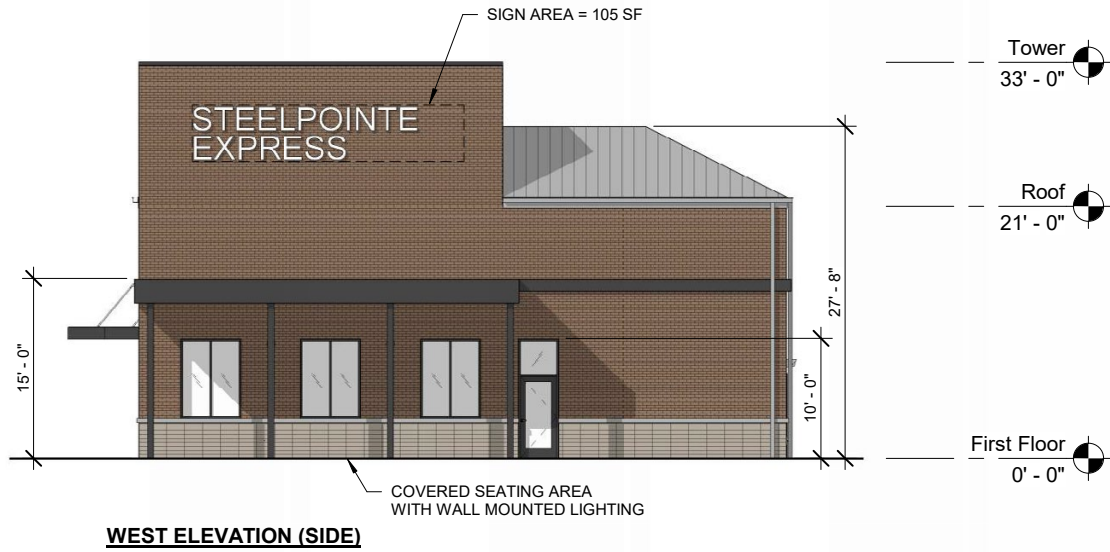 SIGN AREA = 105 SF
Tower
33' - 0"
STEELPOINTE
EXPRESS
Roof
21' - 0"
27' - 8"
15' - 0"
10' - 0"
First Floor
0' - 0"
COVERED SEATING AREA
WITH WALL MOUNTED LIGHTING
WEST ELEVATION (SIDE)